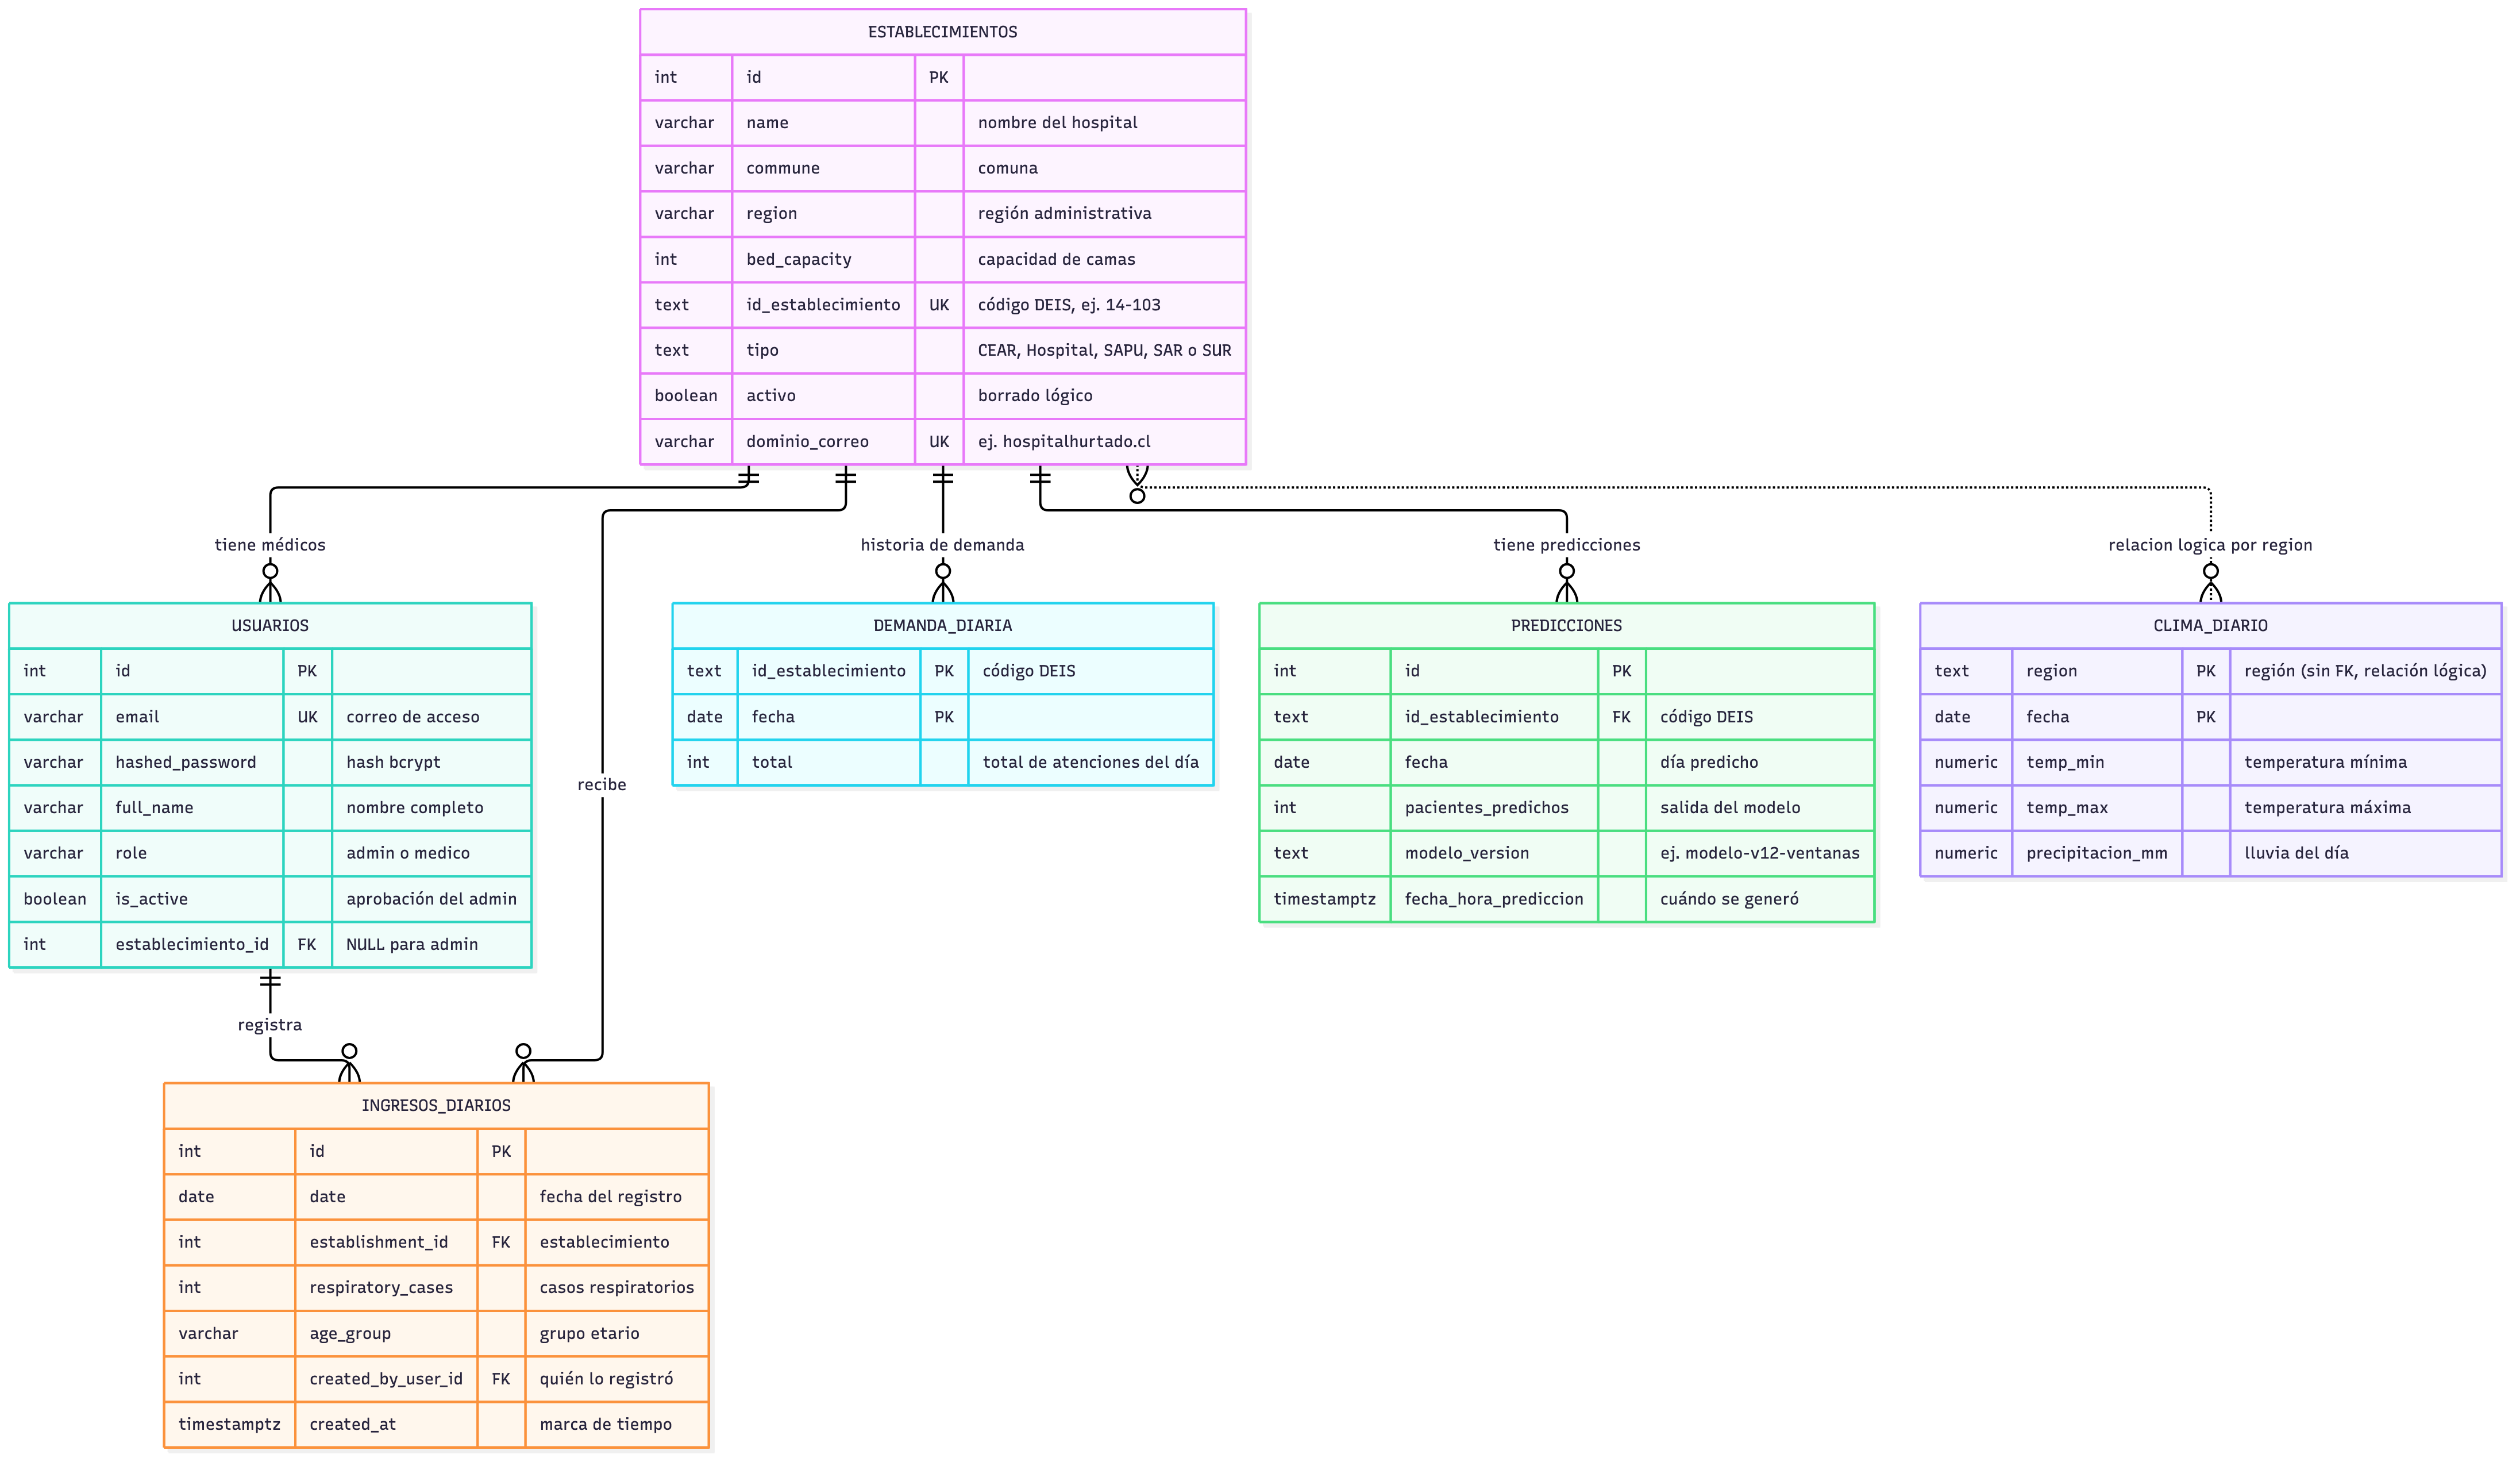 ESTABLECIMIENTOS
int id PK
varchar name nombre del hospital
varchar commune comuna
varchar region región administrativa
int bed_capacity capacidad de camas
text id_establecimiento UK código DEIS, ej. 14-103
text tipo CEAR, Hospital, SAPU, SAR o SUR
boolean activo borrado lógico
varchar dominio_correo UK ej. hospitalhurtado.cl
tiene médicos
historia de demanda
tiene predicciones
relacion logica por region
USUARIOS
int id PK
varchar email UK correo de acceso
varchar hashed_password hash bcrypt
varchar full_name nombre completo
varchar role admin o medico
boolean is_active aprobación del admin
int establecimiento_id FK NULL para admin
recibe
DEMANDA_DIARIA
text id_establecimiento PK código DEIS
date fecha PK
int total total de atenciones del día
PREDICCIONES
int id PK
text id_establecimiento FK código DEIS
date fecha día predicho
int pacientes_predichos salida del modelo
text modelo_version ej. modelo-v12-ventanas
timestamptz fecha_hora_prediccion cuándo se generó
CLIMA_DIARIO
text region PK región (sin FK, relación lógica)
date fecha PK
numeric temp_min temperatura mínima
numeric temp_max temperatura máxima
numeric precipitacion_mm lluvia del día
registra
INGRESOS_DIARIOS
int id PK
date date fecha del registro
int establishment_id FK establecimiento
int respiratory_cases casos respiratorios
varchar age_group grupo etario
int created_by_user_id FK quién lo registró
timestamptz created_at marca de tiempo